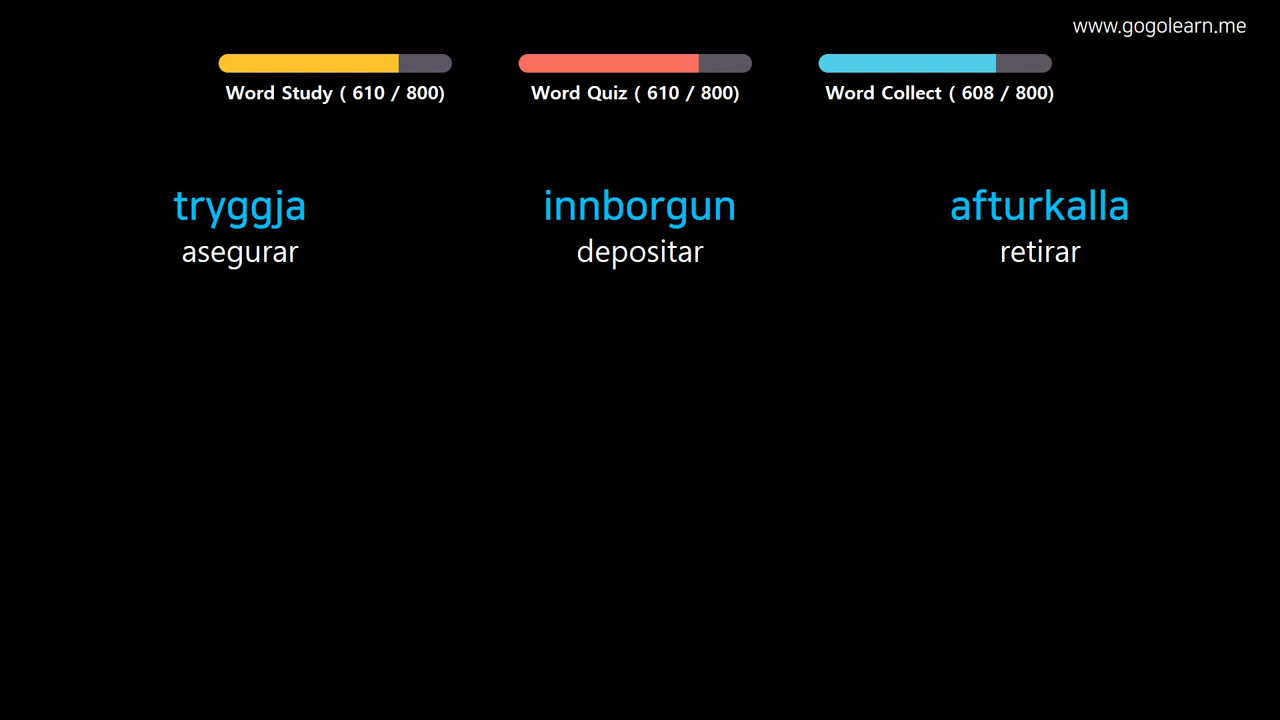 www.gogolearn.me
Word Study ( 610 / 800)
Word Quiz ( 610 / 800)
Word Collect ( 608 / 800)
tryggja
asegurar
innborgun
depositar
afturkalla
retirar